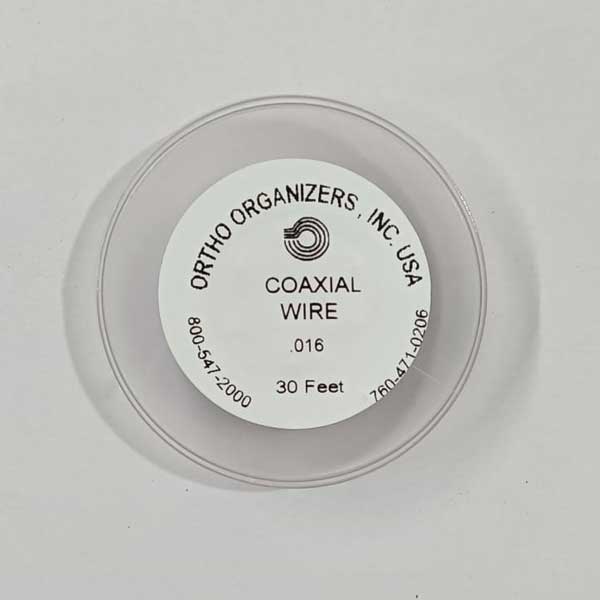 ORTHO ORGANIZERS, INC. USA
COAXIAL
WIRE
.016
30 Feet
800-547-2000
760-471-0206